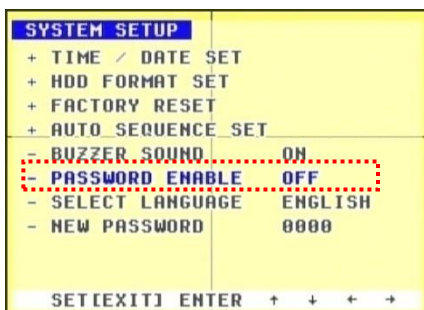 SYSTEM SETUP
+ TIME / DATE SET
+ HDD FORMAT SET
+ FACTORY RESET
+ AUTO SEQUENCE SET
- BUZZER SOUND ON
- PASSWORD ENABLE OFF
- SELECT LANGUAGE ENGLISH
- NEW PASSWORD 0000
SET[EXIT] ENTER ↑ ↓ ← →